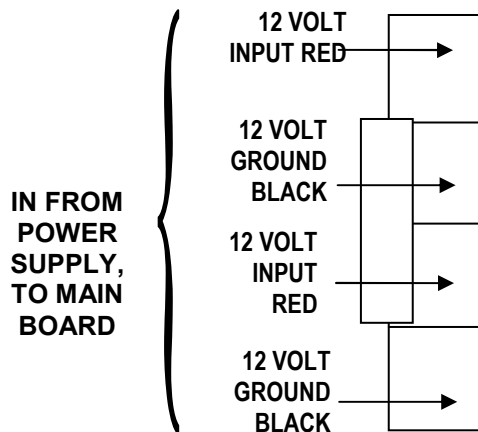 12 VOLT
INPUT RED
12 VOLT
GROUND
BLACK
IN FROM
POWER
SUPPLY,
TO MAIN
BOARD
12 VOLT
INPUT
RED
12 VOLT
GROUND
BLACK